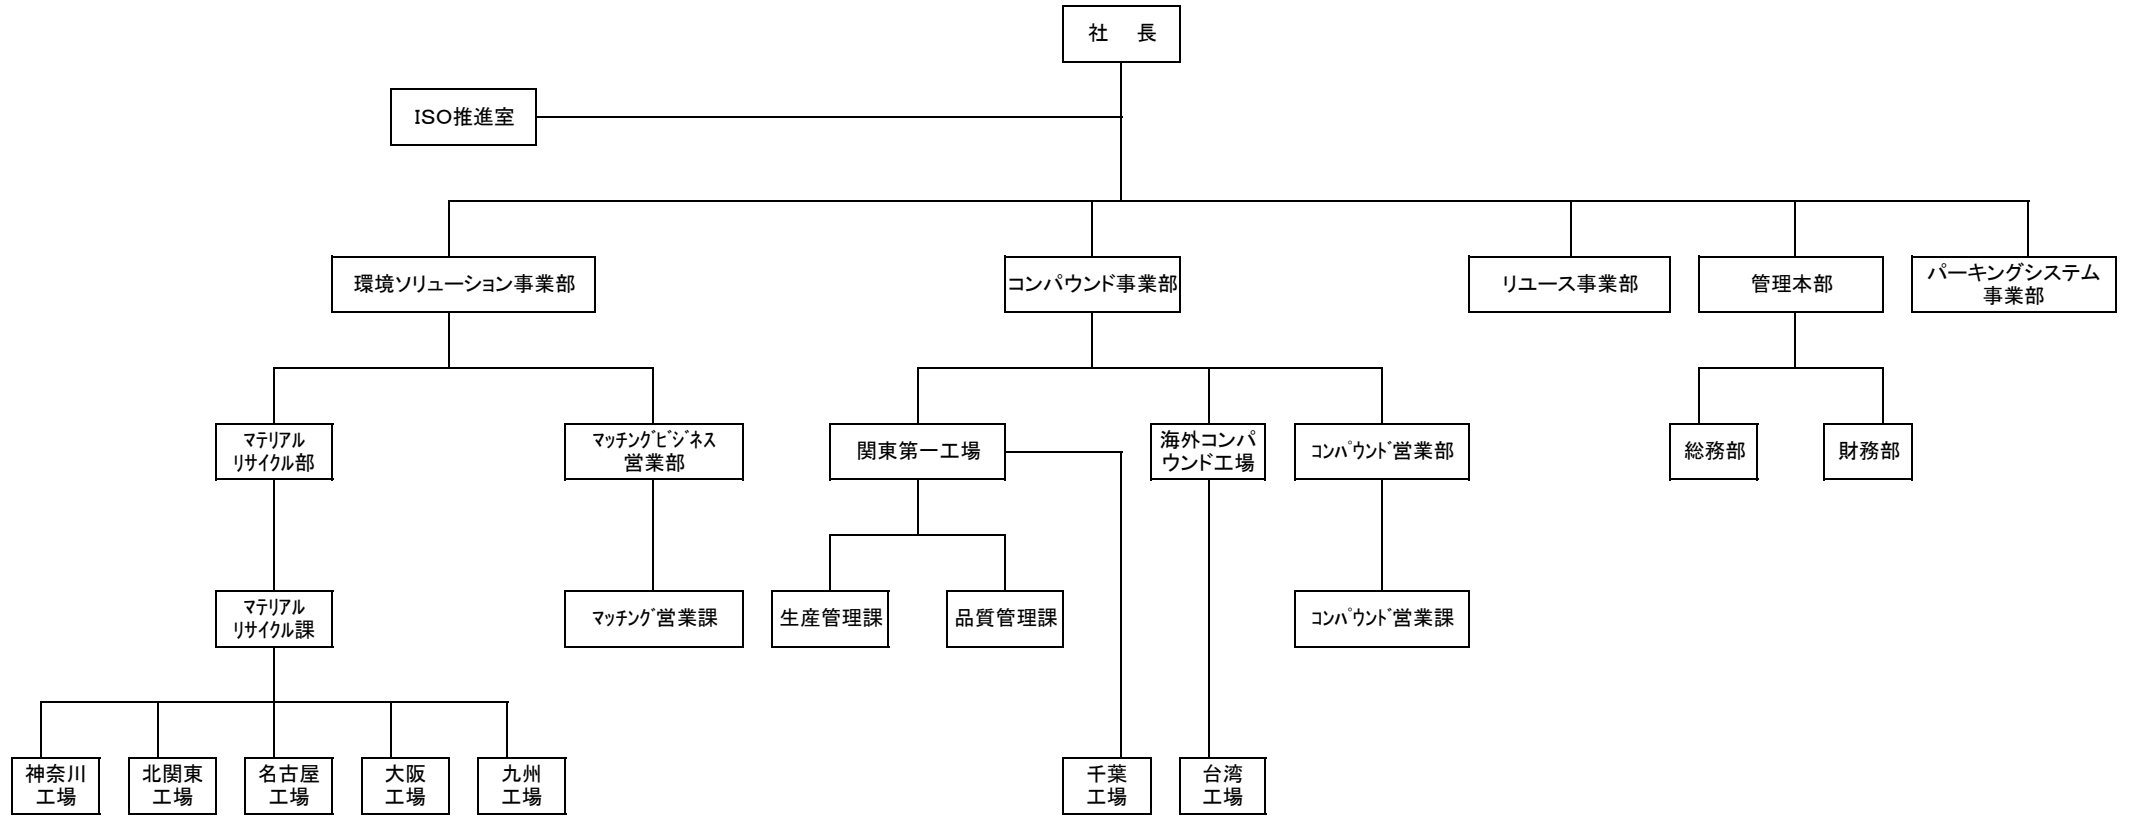 社　長
ISO推進室
環境ソリューション事業部
コンパウンド事業部
リユース事業部
管理本部
パーキングシステム
事業部
ﾏﾃﾘｱﾙ
ﾘｻｲｸﾙ部
ﾏｯﾁﾝｸﾞﾋﾞｼﾞﾈｽ
営業部
関東第一工場
海外コンパ
ウンド工場
ｺﾝﾊﾟｳﾝﾄﾞ営業部
総務部
財務部
ﾏﾃﾘｱﾙ
ﾘｻｲｸﾙ課
ﾏｯﾁﾝｸﾞ営業課
生産管理課
品質管理課
ｺﾝﾊﾟｳﾝﾄﾞ営業課
神奈川
工場
北関東
工場
名古屋
工場
大阪
工場
九州
工場
千葉
工場
台湾
工場